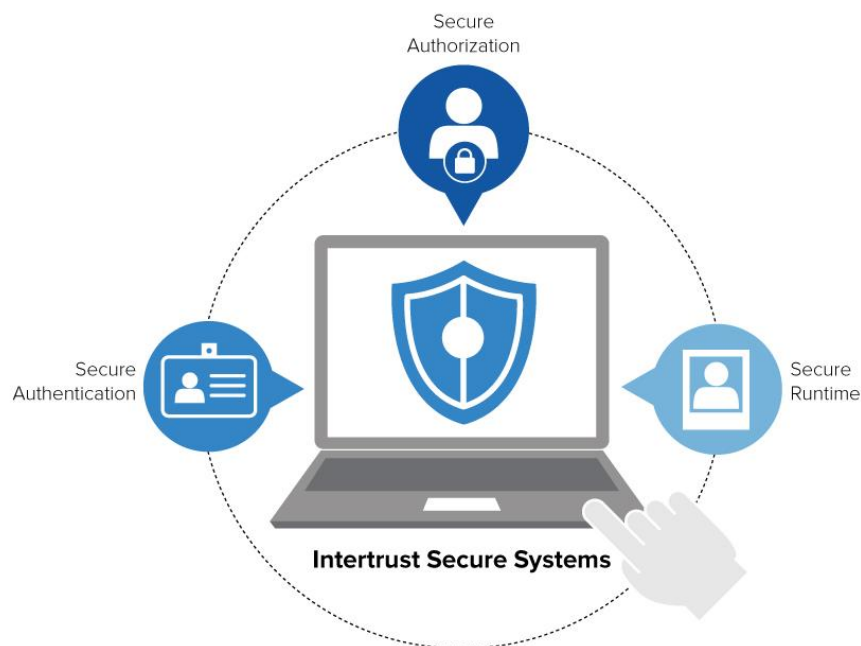 Secure
Authorization
Secure
Authentication
Secure
Runtime
Intertrust Secure Systems